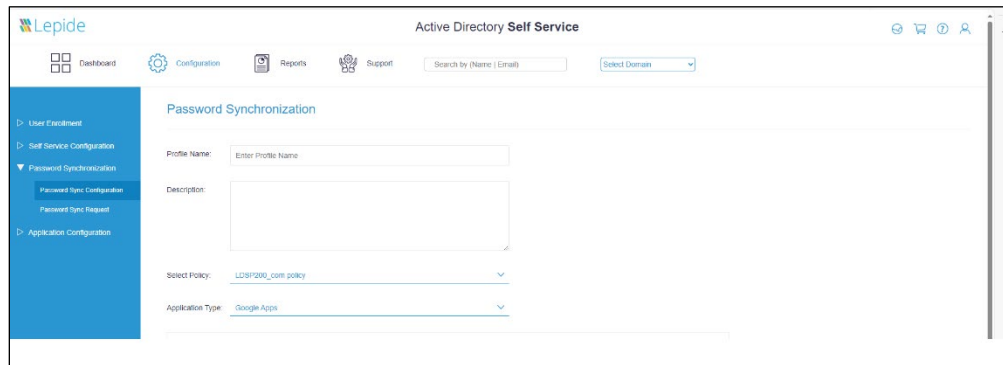 Lepide
Active Directory Self Service
Dashboard
Configuration
Reports
Support
Search by (Name | Email)
Select Domain
Password Synchronization
User Enrollment
Self Service Configuration
Password Synchronization
Password Sync Configuration
Password Sync Request
Application Configuration
Profile Name:
Enter Profile Name
Description:
Select Policy:
LDSP200_com policy
Application Type:
Google Apps